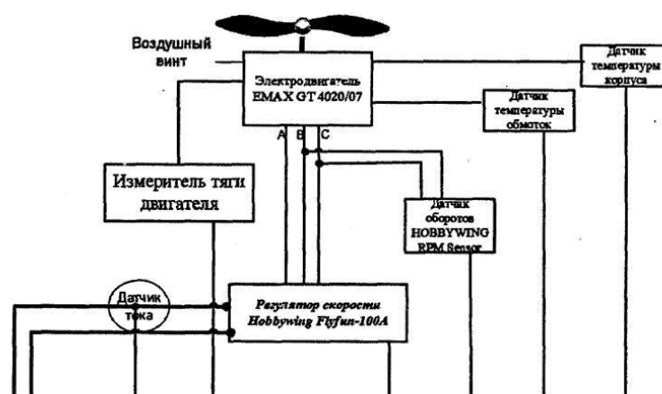 Воздушный
винт
Электродвигатель
EMAX GT 4020/07
Датчик
температуры
корпуса
Датчик
температуры
обмоток
A B C
Измеритель тяги
двигателя
Датчик
оборотов
HOBBYWING
RPM Sensor
Датчик
тока
Регулятор скорости
Hobbywing Flyfun-100A